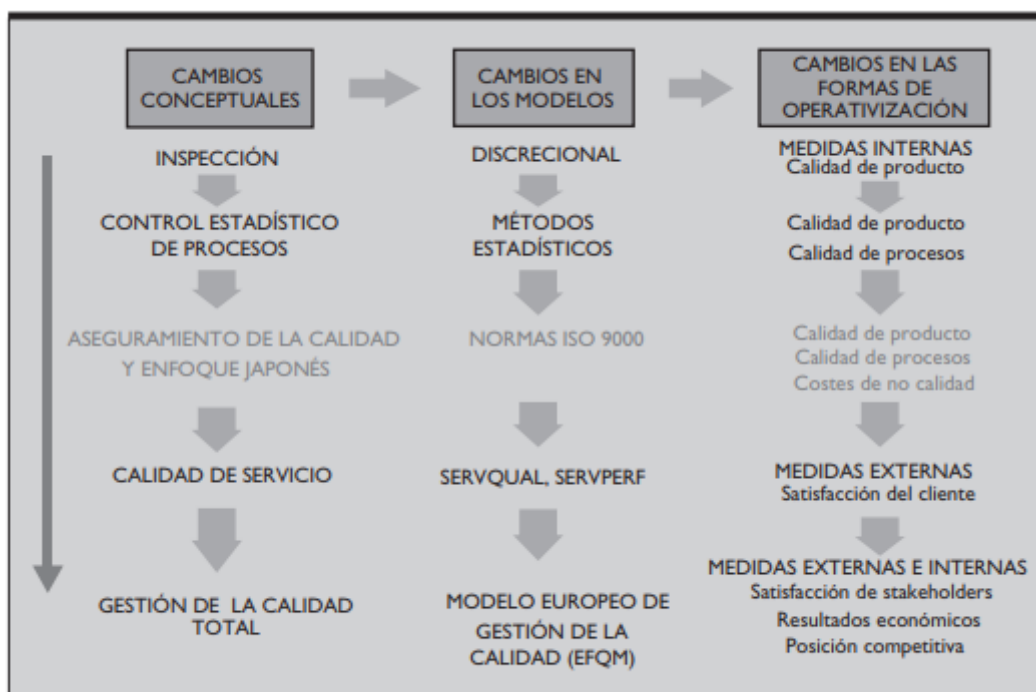 CAMBIOS
CONCEPTUALES
CAMBIOS EN
LOS MODELOS
CAMBIOS EN LAS
FORMAS DE
OPERATIVIZACIÓN
INSPECCIÓN
DISCRECIONAL
MEDIDAS INTERNAS
Calidad de producto
CONTROL ESTADÍSTICO
DE PROCESOS
MÉTODOS
ESTADÍSTICOS
Calidad de producto
Calidad de procesos
ASEGURAMIENTO DE LA CALIDAD
Y ENFOQUE JAPONÉS
NORMAS ISO 9000
Calidad de producto
Calidad de procesos
Costes de no calidad
CALIDAD DE SERVICIO
SERVQUAL, SERVPERF
MEDIDAS EXTERNAS
Satisfacción del cliente
GESTIÓN DE LA CALIDAD
TOTAL
MODELO EUROPEO DE
GESTIÓN DE LA
CALIDAD (EFQM)
MEDIDAS EXTERNAS E INTERNAS
Satisfacción de stakeholders
Resultados económicos
Posición competitiva